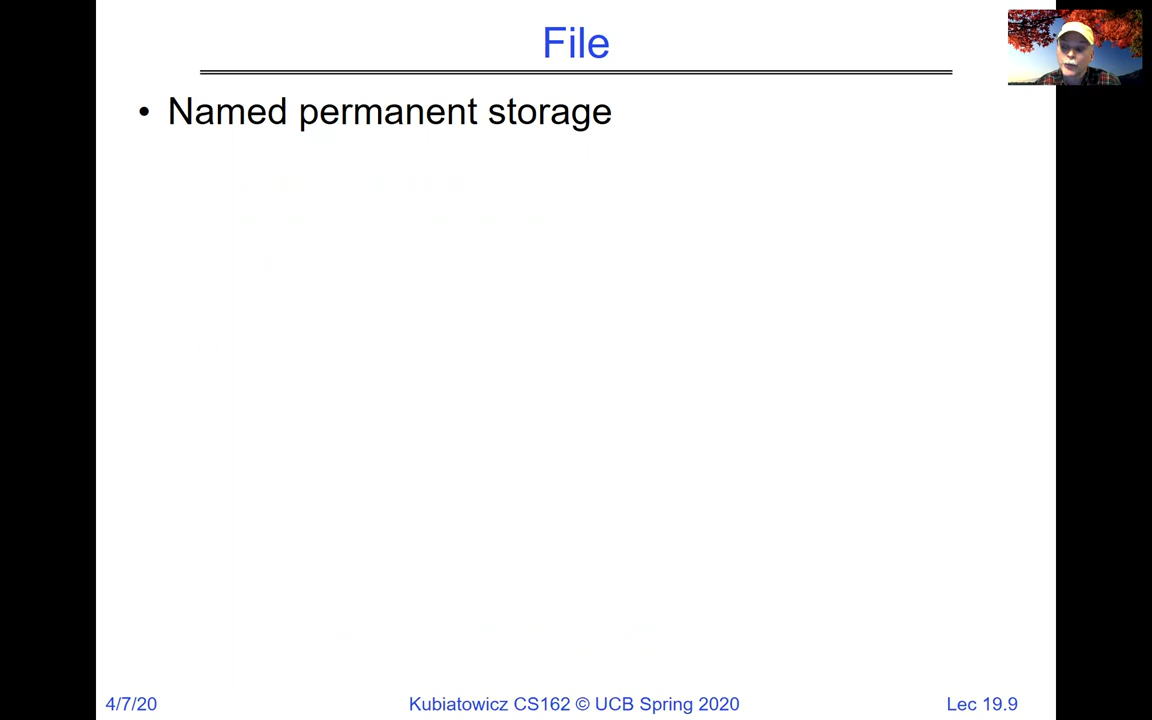 File
• Named permanent storage
4/7/20
Kubiatowicz CS162 © UCB Spring 2020
Lec 19.9